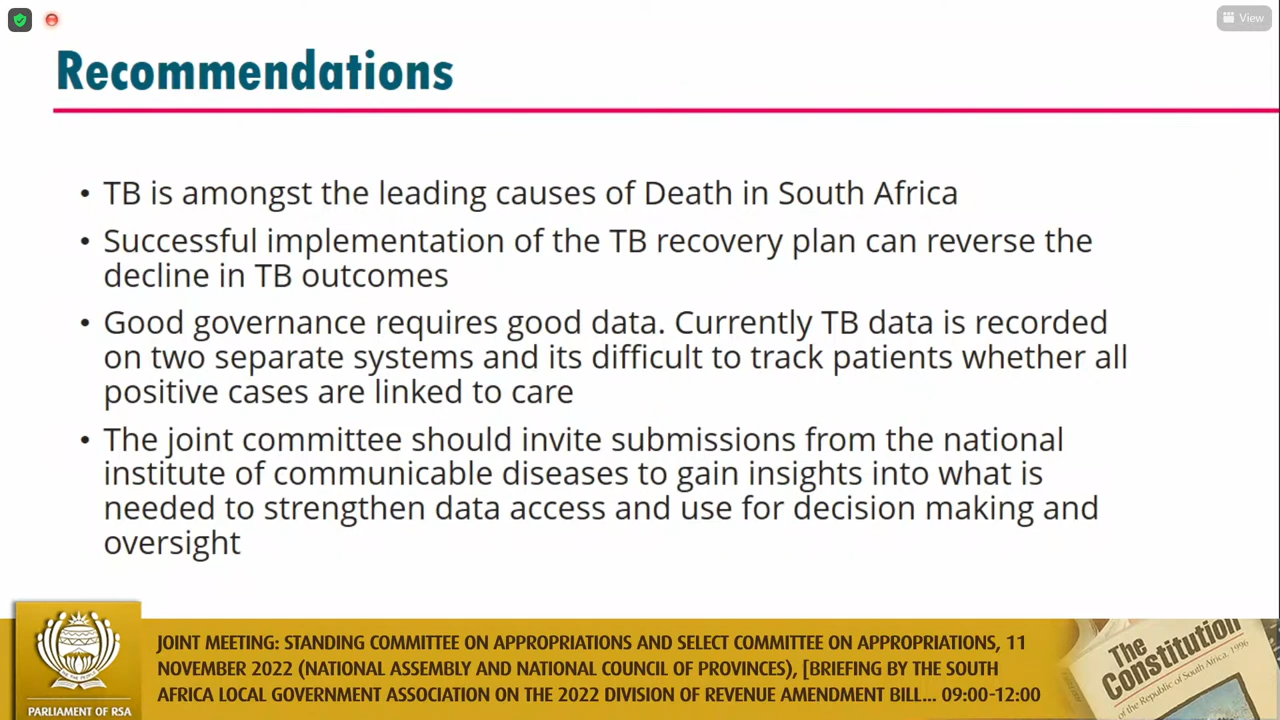 View
Recommendations
• TB is amongst the leading causes of Death in South Africa
• Successful implementation of the TB recovery plan can reverse the
decline in TB outcomes
• Good governance requires good data. Currently TB data is recorded
on two separate systems and its difficult to track patients whether all
positive cases are linked to care
• The joint committee should invite submissions from the national
institute of communicable diseases to gain insights into what is
needed to strengthen data access and use for decision making and
oversight
JOINT MEETING: STANDING COMMITTEE ON APPROPRIATIONS AND SELECT COMMITTEE ON APPROPRIATIONS, 11
NOVEMBER 2022 (NATIONAL ASSEMBLY AND NATIONAL COUNCIL OF PROVINCES), [BRIEFING BY THE SOUTH
AFRICA LOCAL GOVERNMENT ASSOCIATION ON THE 2022 DIVISION OF REVENUE AMENDMENT BILL... 09:00-12:00
PARLIAMENT OF RSA
The
Constitution
of the Republic of South Africa, 1996